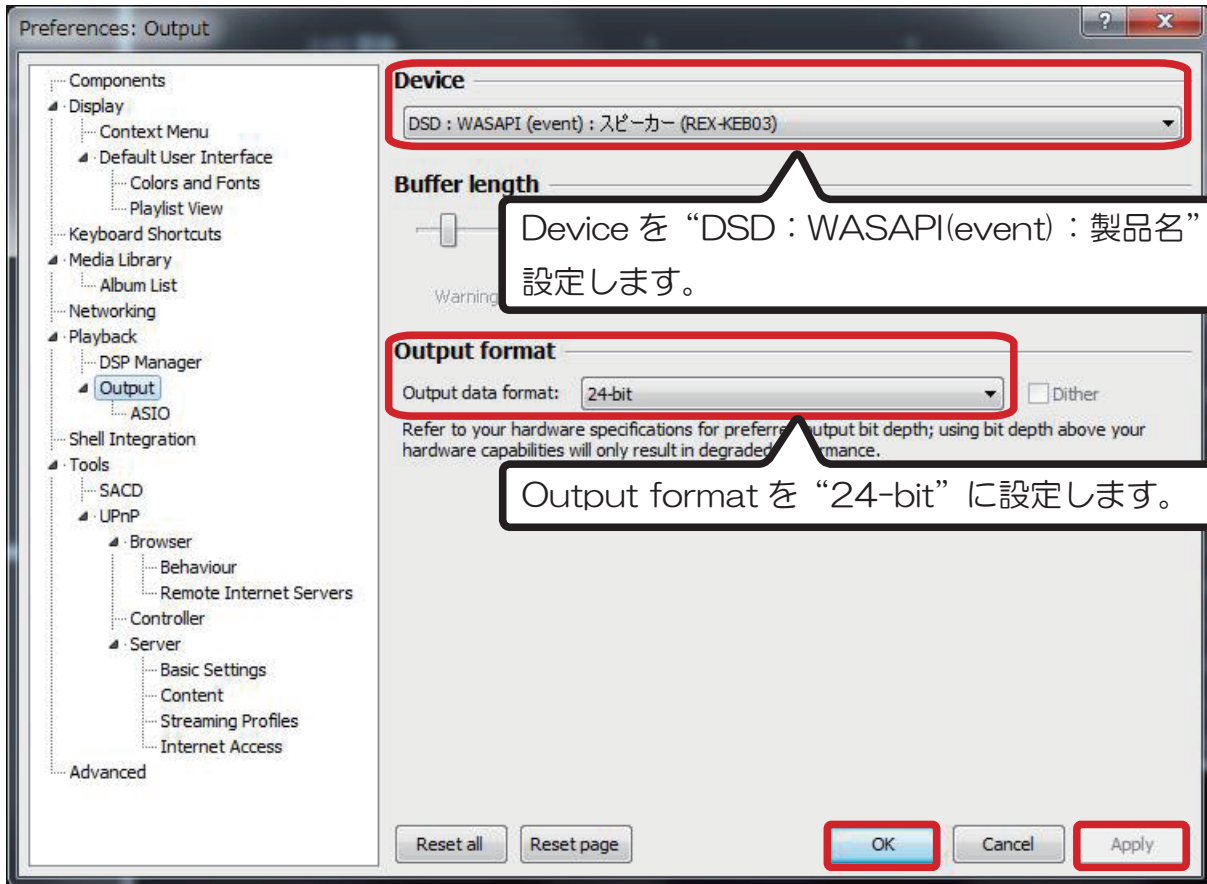 Preferences: Output
?
X
Components
Display
Context Menu
Default User Interface
Colors and Fonts
Playlist View
Keyboard Shortcuts
Media Library
Album List
Networking
Playback
DSP Manager
Output
ASIO
Shell Integration
Tools
SACD
UPnP
Browser
Behaviour
Remote Internet Servers
Controller
Server
Basic Settings
Content
Streaming Profiles
Internet Access
Advanced
Device
DSD : WASAPI (event) : スピーカー (REX-KEB03)
Buffer length
Device を“DSD：WASAPI(event)：製品名”
設定します。
Warning
Output format
Output data format: 24-bit Dither
Refer to your hardware specifications for preferred output bit depth; using bit depth above your
hardware capabilities will only result in degraded
Output format を“24-bit”に設定します。
Reset all Reset page OK Cancel Apply